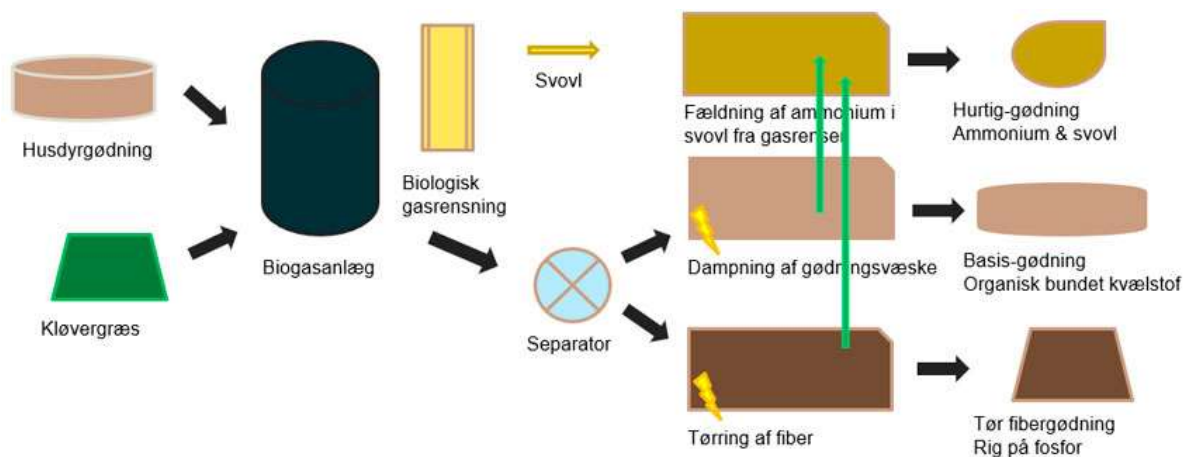 Husdyrgødning
Kløvergræs
Biogasanlæg
Biologisk
gasrensning
Svovl
Separator
Fældning af ammonium i
svovl fra gasrenser
Dampning af gødningsvæske
Tørring af fiber
Hurtig-gødning
Ammonium & svovl
Basis-gødning
Organisk bundet kvælstof
Tør fibergødning
Rig på fosfor